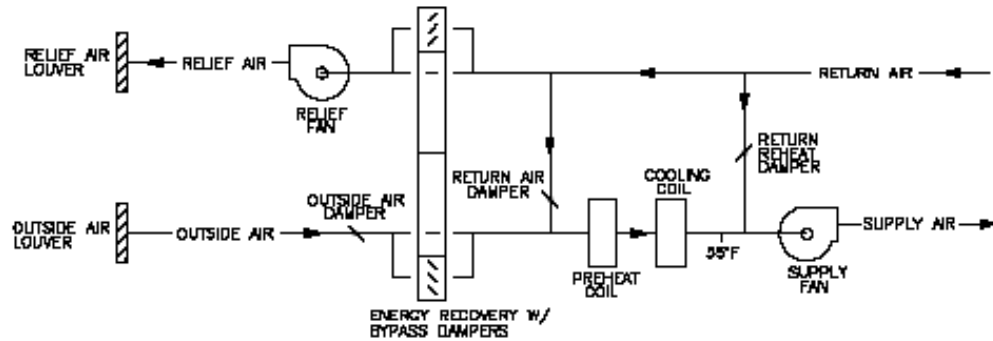 RELIEF AIR
LOUVER
RELIEF AIR
RELIEF
FAN
RETURN AIR
RETURN
REHEAT
DAMPER
RETURN AIR
DAMPER
COOLING
COIL
OUTSIDE AIR
DAMPER
OUTSIDE AIR
LOUVER
OUTSIDE AIR
PREHEAT
COIL
55°F
SUPPLY AIR
SUPPLY
FAN
ENERGY RECOVERY W/
BYPASS DAMPERS